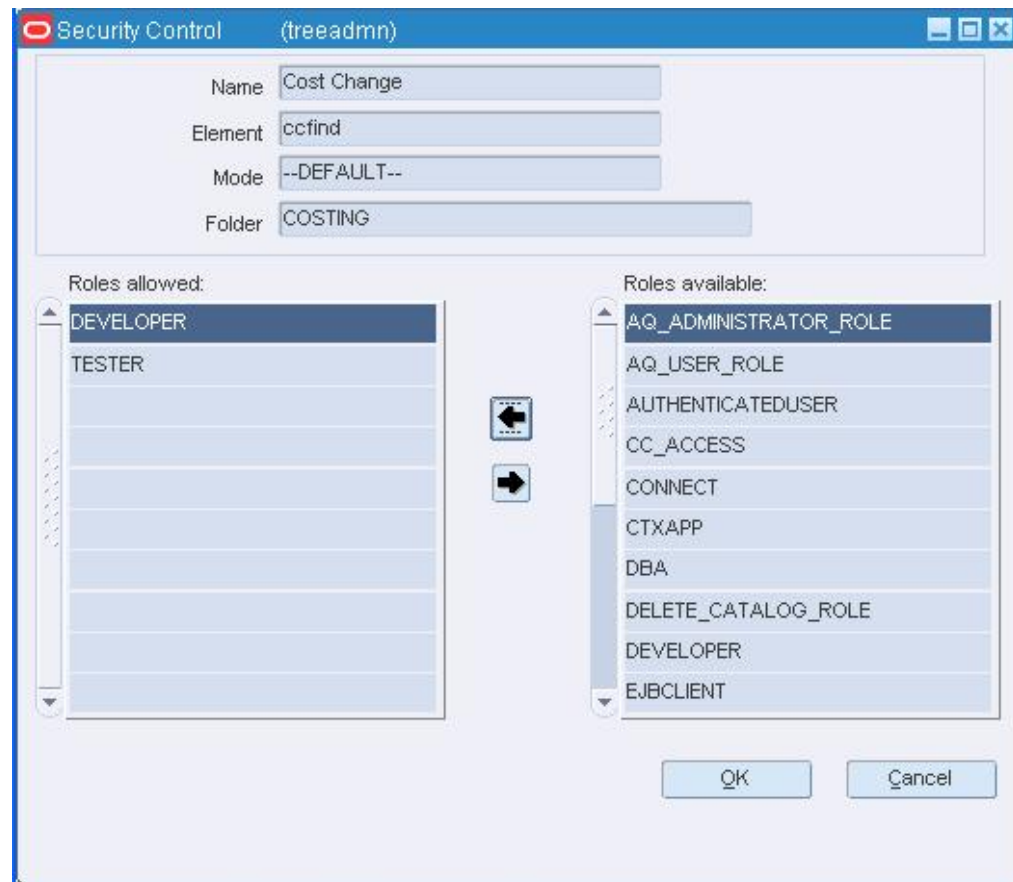 Security Control (treeadmn)
Name Cost Change
Element ccfind
Mode --DEFAULT--
Folder COSTING
Roles allowed:
DEVELOPER
TESTER
Roles available:
AQ_ADMINISTRATOR_ROLE
AQ_USER_ROLE
AUTHENTICATEDUSER
CC_ACCESS
CONNECT
CTXAPP
DBA
DELETE_CATALOG_ROLE
DEVELOPER
EJBCLIENT
OK Cancel